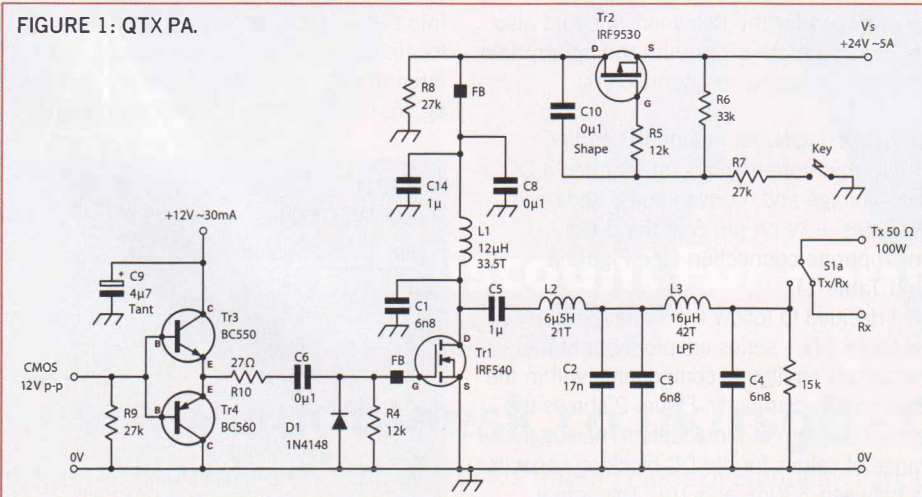 FIGURE 1: QTX PA.
Tr2
IRF9530
D
S
G
Vs
+24V ~5A
R8
27k
FB
C10
0μ1
Shape
R5
12k
R6
33k
R7
27k
Key
C14
1μ
C8
0μ1
L1
12μH
33.5T
+12V ~30mA
C9
4μ7
Tant
+
Tr3
BC550
C
B
E
CMOS
12V p-p
R9
27k
B
Tr4
BC560
C
27Ω
R10
C6
0μ1
D1
1N4148
R4
12k
FB
C1
6n8
C5
1μ
D
G
S
Tr1
IRF540
L2
6μ5H
21T
L3
16μH
42T
LPF
C2
17n
C3
6n8
C4
6n8
Tx 50 Ω
100W
S1a
Tx/Rx
Rx
15k
0V
0V